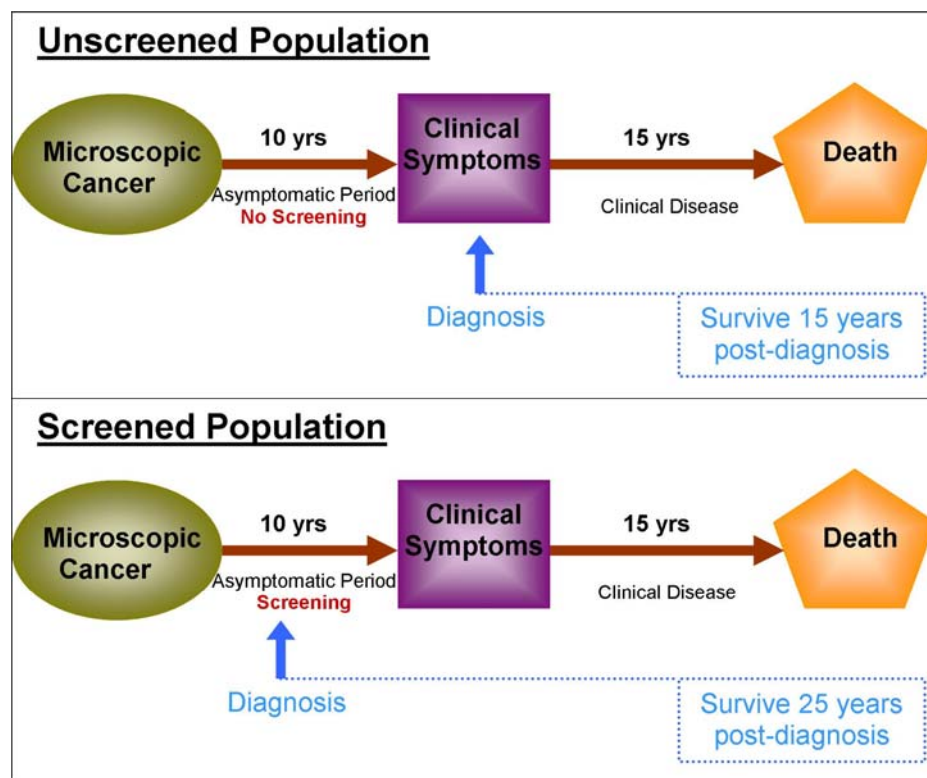 Unscreened Population
Microscopic
Cancer
10 yrs
Asymptomatic Period
No Screening
Clinical
Symptoms
15 yrs
Clinical Disease
Death
Diagnosis
Survive 15 years
post-diagnosis
Screened Population
Microscopic
Cancer
10 yrs
Asymptomatic Period
Screening
Clinical
Symptoms
15 yrs
Clinical Disease
Death
Diagnosis
Survive 25 years
post-diagnosis